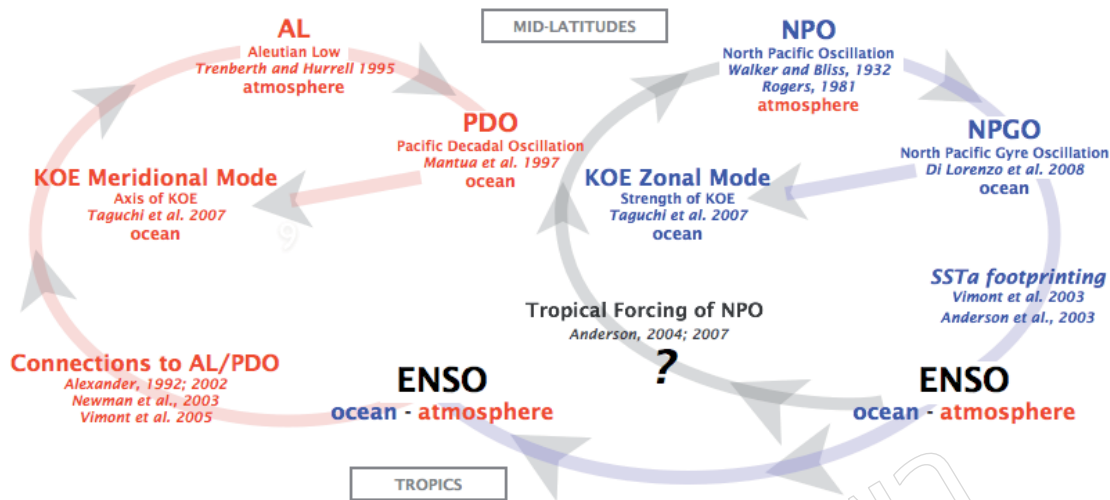 MID-LATITUDES
AL
Aleutian Low
Trenberth and Hurrell 1995
atmosphere
PDO
Pacific Decadal Oscillation
Mantua et al. 1997
ocean
KOE Meridional Mode
Axis of KOE
Taguchi et al. 2007
ocean
9
Connections to AL/PDO
Alexander, 1992; 2002
Newman et al., 2003
Vimont et al. 2005
ENSO
ocean - atmosphere
NPO
North Pacific Oscillation
Walker and Bliss, 1932
Rogers, 1981
atmosphere
NPGO
North Pacific Gyre Oscillation
Di Lorenzo et al. 2008
ocean
KOE Zonal Mode
Strength of KOE
Taguchi et al. 2007
ocean
SSTa footprinting
Vimont et al. 2003
Anderson et al., 2003
Tropical Forcing of NPO
Anderson, 2004; 2007
?
ENSO
ocean - atmosphere
TROPICS